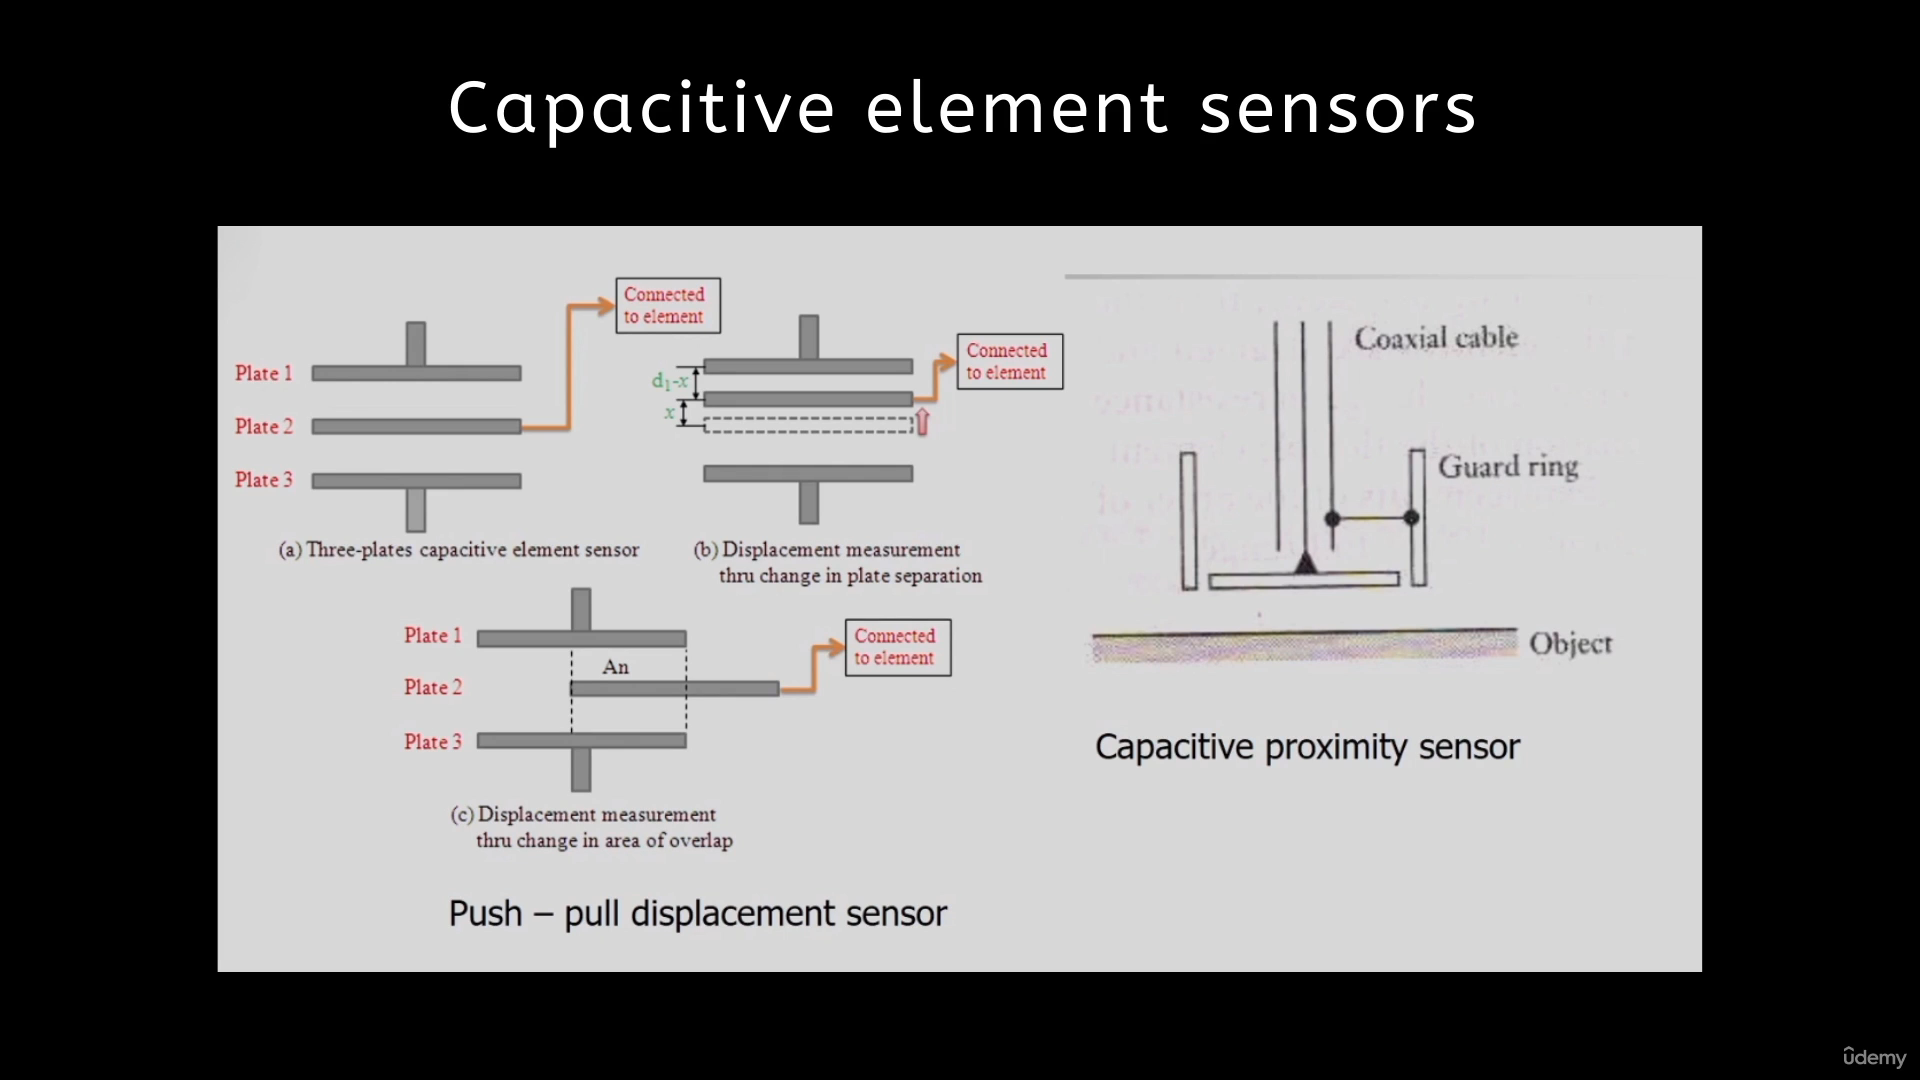 Capacitive element sensors
Connected
to element
Plate 1
Plate 2
Plate 3
(a) Three-plates capacitive element sensor
Connected
to element
d₁-x
x
(b) Displacement measurement
thru change in plate separation
Plate 1
An
Plate 2
Plate 3
Connected
to element
(c) Displacement measurement
thru change in area of overlap
Push – pull displacement sensor
Coaxial cable
Guard ring
Object
Capacitive proximity sensor
ûdemy